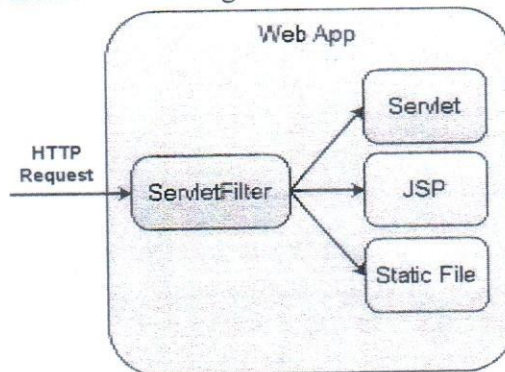 Web App
Servlet
HTTP
Request
ServletFilter
JSP
Static File